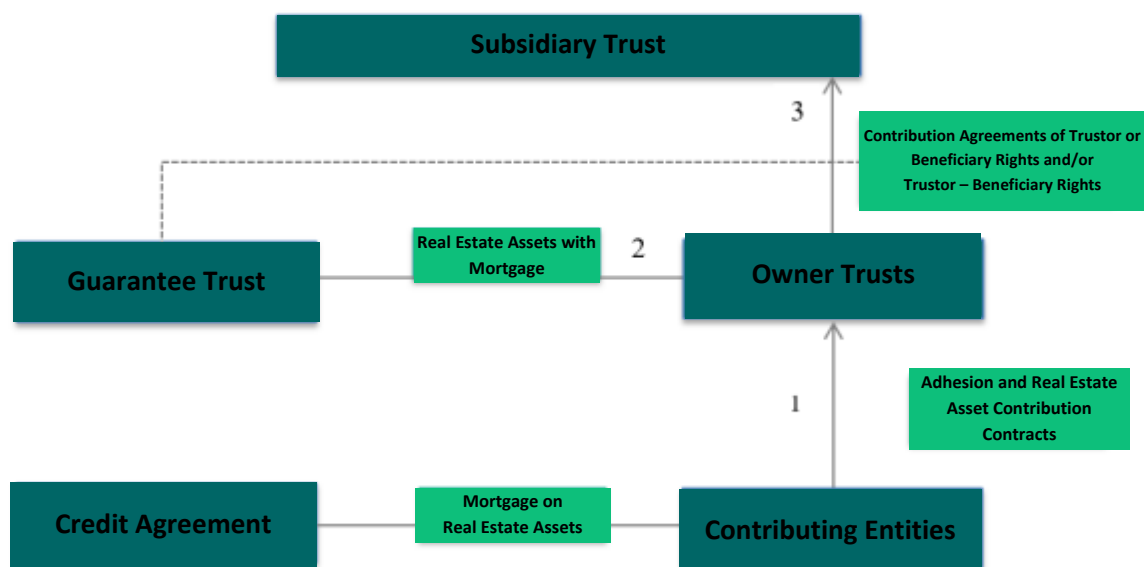 Subsidiary Trust
3
Contribution Agreements of Trustor or
Beneficiary Rights and/or
Trustor – Beneficiary Rights
Guarantee Trust
Real Estate Assets with
Mortgage
2
Owner Trusts
1
Adhesion and Real Estate
Asset Contribution
Contracts
Credit Agreement
Mortgage on
Real Estate Assets
Contributing Entities